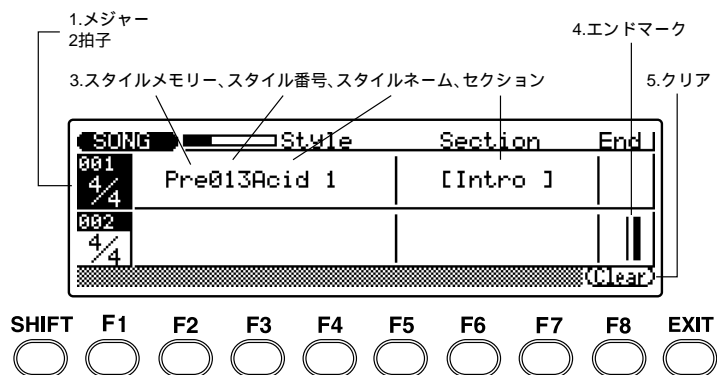 1.メジャー
2拍子
4.エンドマーク
3.スタイルメモリー、スタイル番号、スタイルネーム、セクション
5.クリア
SONG Style Section End
001
4/4 Pre013Acid 1 [Intro ]
002
4/4
(Clear)
SHIFT F1 F2 F3 F4 F5 F6 F7 F8 EXIT